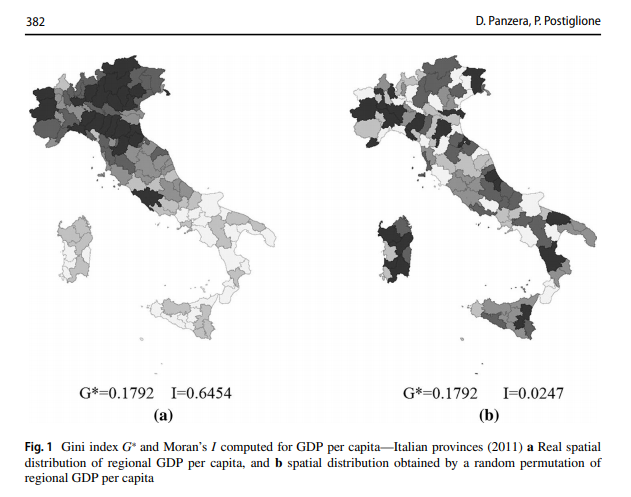 382
D. Panzera, P. Postiglione
G*=0.1792 I=0.6454
G*=0.1792 I=0.0247
(a)
(b)
Fig. 1 Gini index G* and Moran's I computed for GDP per capita—Italian provinces (2011) a Real spatial
distribution of regional GDP per capita, and b spatial distribution obtained by a random permutation of
regional GDP per capita